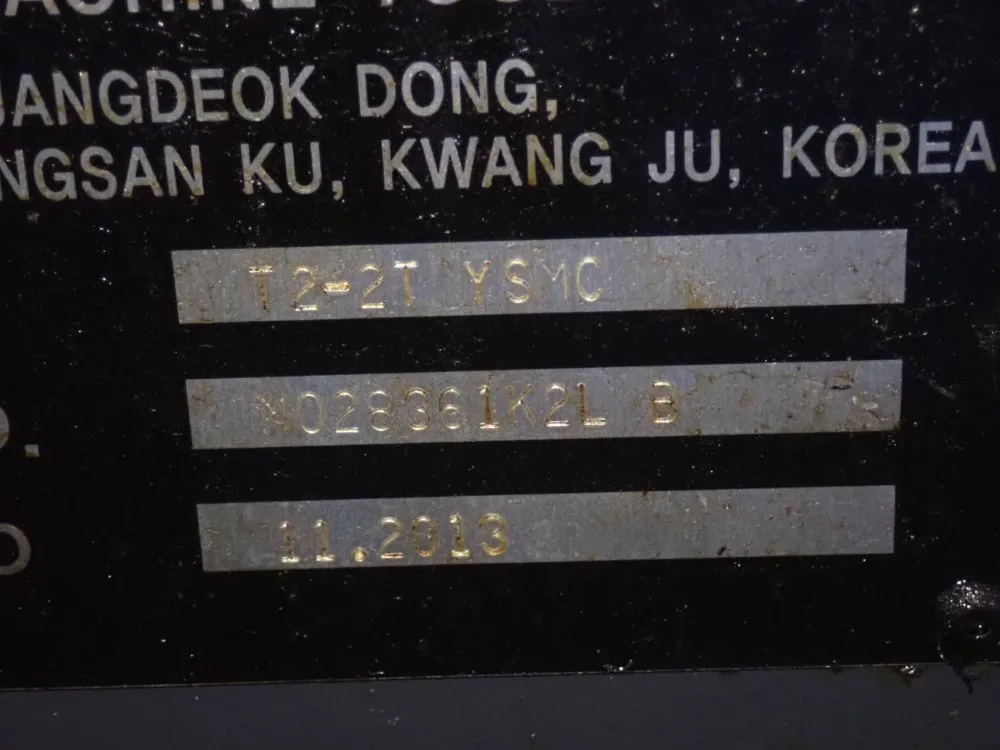 JANGDEOK DONG,
NGSAN KU, KWANG JU, KOREA
T2-2T YSMC
M028361K2L B
11.2013